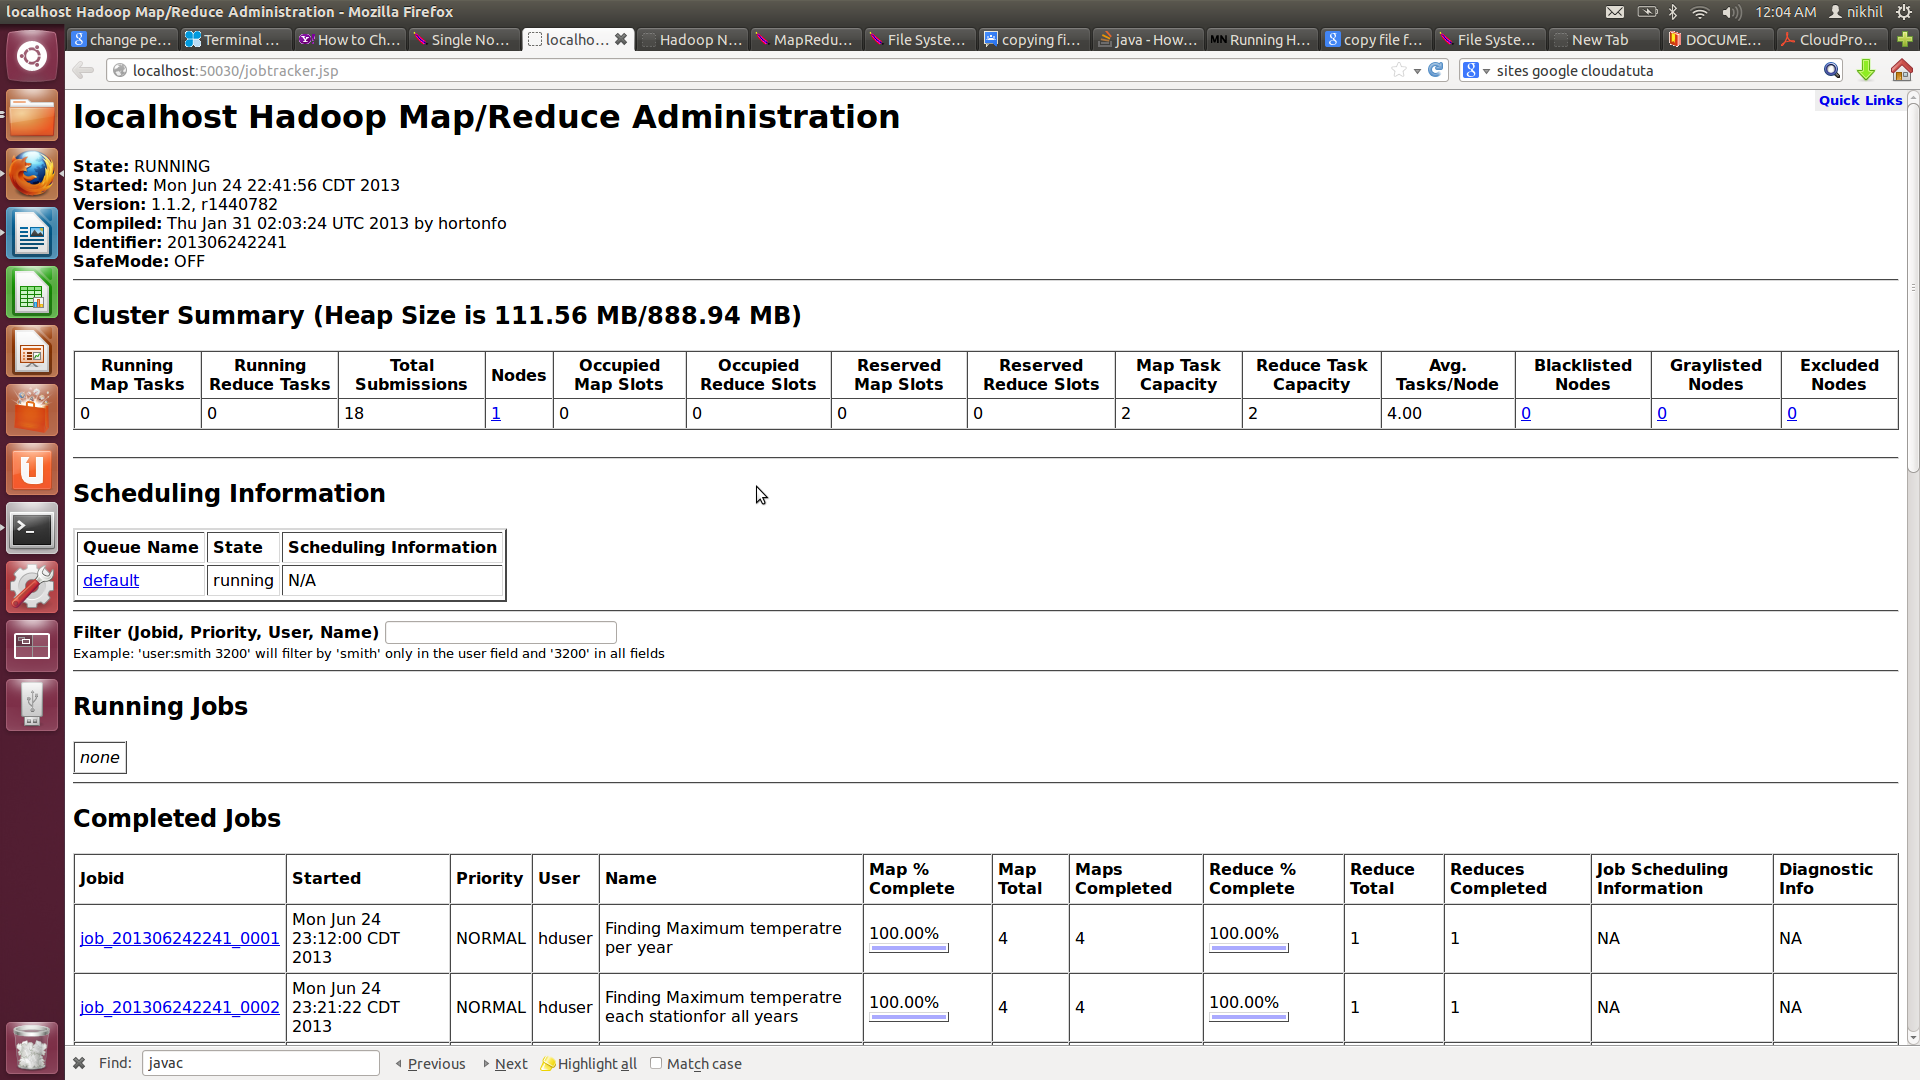 localhost Hadoop Map/Reduce Administration - Mozilla Firefox
12:04 AM nikhil
change pe...
Terminal ...
How to Ch...
Single No...
localho...
Hadoop N...
MapRedu...
File Syste...
copying fi...
java - How...
MN Running H...
copy file f...
File Syste...
New Tab
DOCUME...
CloudPro...
localhost:50030/jobtracker.jsp
sites google cloudatuta
Quick Links
localhost Hadoop Map/Reduce Administration
State: RUNNING
Started: Mon Jun 24 22:41:56 CDT 2013
Version: 1.1.2, r1440782
Compiled: Thu Jan 31 02:03:24 UTC 2013 by hortonfo
Identifier: 201306242241
SafeMode: OFF
Cluster Summary (Heap Size is 111.56 MB/888.94 MB)
Running Map Tasks | Running Reduce Tasks | Total Submissions | Nodes | Occupied Map Slots | Occupied Reduce Slots | Reserved Map Slots | Reserved Reduce Slots | Map Task Capacity | Reduce Task Capacity | Avg. Tasks/Node | Blacklisted Nodes | Graylisted Nodes | Excluded Nodes
0 | 0 | 18 | 1 | 0 | 0 | 0 | 0 | 2 | 2 | 4.00 | 0 | 0 | 0
Scheduling Information
Queue Name | State | Scheduling Information
default | running | N/A
Filter (Jobid, Priority, User, Name)
Example: 'user:smith 3200' will filter by 'smith' only in the user field and '3200' in all fields
Running Jobs
none
Completed Jobs
Jobid | Started | Priority | User | Name | Map % Complete | Map Total | Maps Completed | Reduce % Complete | Reduce Total | Reduces Completed | Job Scheduling Information | Diagnostic Info
job_201306242241_0001 | Mon Jun 24 23:12:00 CDT 2013 | NORMAL | hduser | Finding Maximum temperatre per year | 100.00% | 4 | 4 | 100.00% | 1 | 1 | NA | NA
job_201306242241_0002 | Mon Jun 24 23:21:22 CDT 2013 | NORMAL | hduser | Finding Maximum temperatre each stationfor all years | 100.00% | 4 | 4 | 100.00% | 1 | 1 | NA | NA
Find: javac Previous Next Highlight all Match case